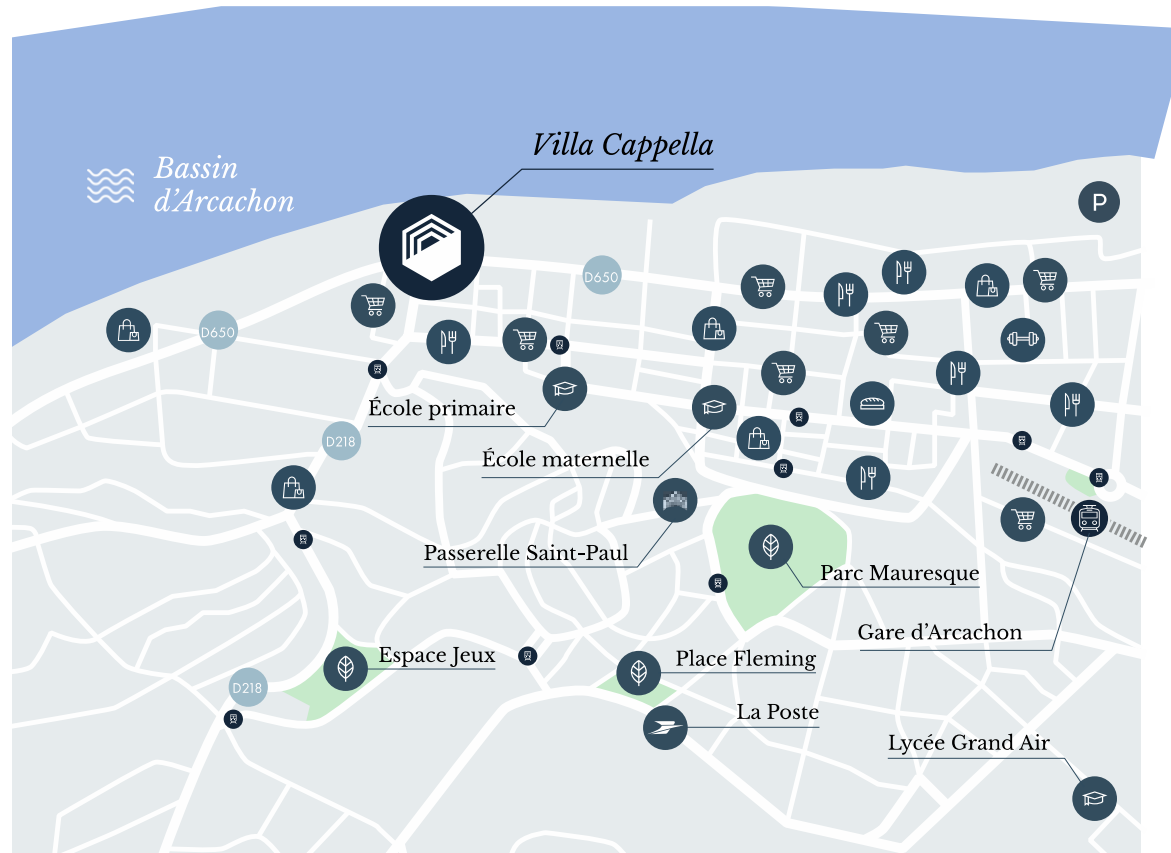 Villa Cappella
Bassin
d’Arcachon
P
D650
D650
École primaire
D218
École maternelle
Passerelle Saint-Paul
Parc Mauresque
Gare d’Arcachon
Espace Jeux
Place Fleming
D218
La Poste
Lycée Grand Air